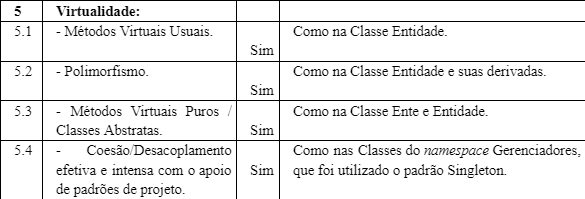 5 Virtualidade:
5.1 - Métodos Virtuais Usuais. Sim Como na Classe Entidade.
5.2 - Polimorfismo. Sim Como na Classe Entidade e suas derivadas.
5.3 - Métodos Virtuais Puros / Como na Classe Ente e Entidade.
Classes Abstratas. Sim
5.4 - Coesão/Desacoplamento Como nas Classes do namespace Gerenciadores,
efetiva e intensa com o apoio Sim que foi utilizado o padrão Singleton.
de padrões de projeto.